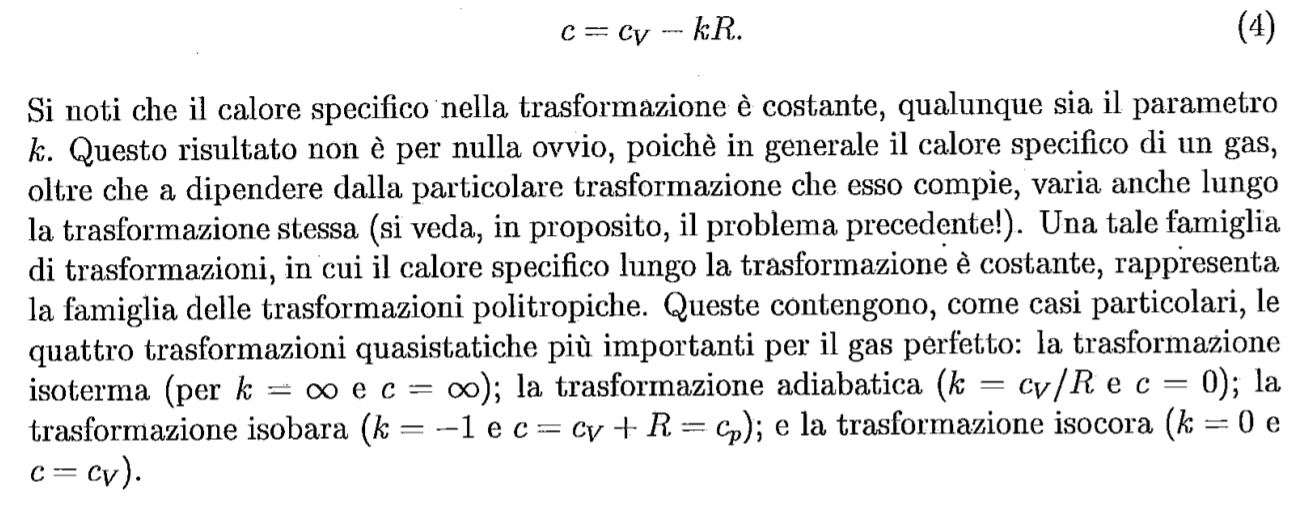 c = c_V − kR. (4)
Si noti che il calore specifico nella trasformazione è costante, qualunque sia il parametro
k. Questo risultato non è per nulla ovvio, poichè in generale il calore specifico di un gas,
oltre che a dipendere dalla particolare trasformazione che esso compie, varia anche lungo
la trasformazione stessa (si veda, in proposito, il problema precedente!). Una tale famiglia
di trasformazioni, in cui il calore specifico lungo la trasformazione è costante, rappresenta
la famiglia delle trasformazioni politropiche. Queste contengono, come casi particolari, le
quattro trasformazioni quasistatiche più importanti per il gas perfetto: la trasformazione
isoterma (per k = ∞ e c = ∞); la trasformazione adiabatica (k = c_V/R e c = 0); la
trasformazione isobara (k = −1 e c = c_V + R = c_p); e la trasformazione isocora (k = 0 e
c = c_V).